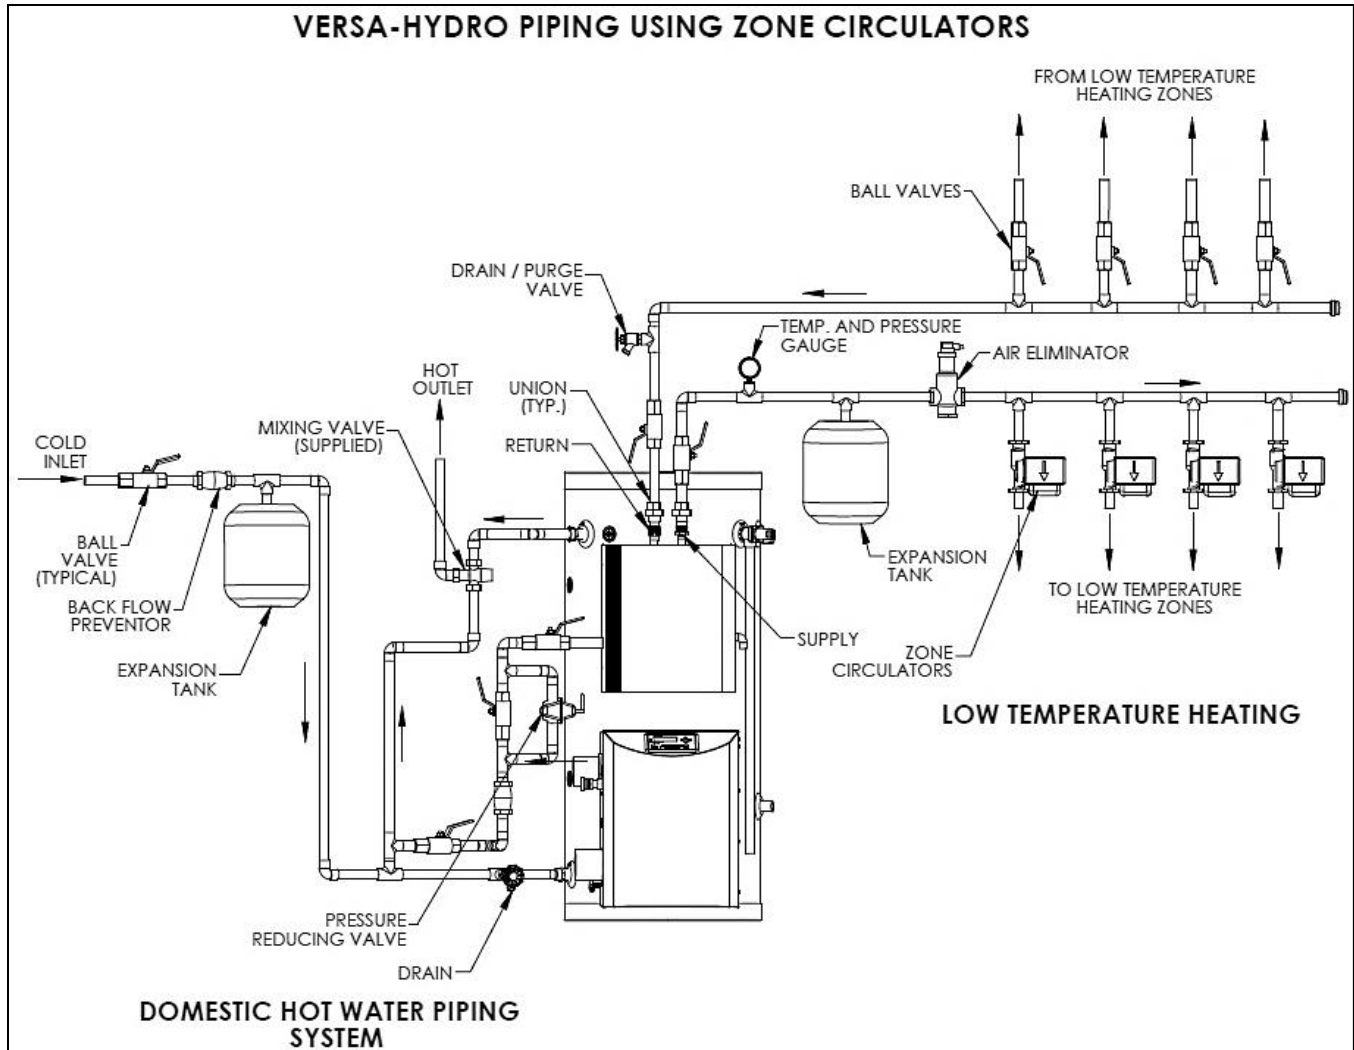 VERSA-HYDRO PIPING USING ZONE CIRCULATORS
FROM LOW TEMPERATURE
HEATING ZONES
BALL VALVES
DRAIN / PURGE
VALVE
TEMP. AND PRESSURE
GAUGE
AIR ELIMINATOR
HOT
OUTLET
UNION
(TYP.)
MIXING VALVE
(SUPPLIED)
RETURN
COLD
INLET
BALL
VALVE
(TYPICAL)
BACK FLOW
PREVENTOR
EXPANSION
TANK
EXPANSION
TANK
TO LOW TEMPERATURE
HEATING ZONES
SUPPLY
ZONE
CIRCULATORS
LOW TEMPERATURE HEATING
PRESSURE
REDUCING VALVE
DRAIN
DOMESTIC HOT WATER PIPING
SYSTEM